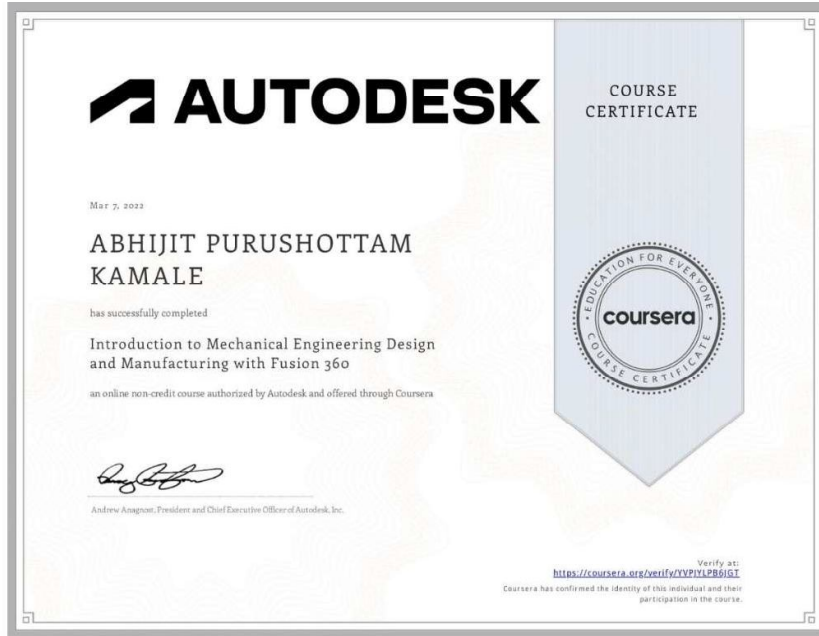 AUTODESK
COURSE
CERTIFICATE
Mar 7, 2022
ABHIJIT PURUSHOTTAM
KAMALE
has successfully completed
Introduction to Mechanical Engineering Design
and Manufacturing with Fusion 360
an online non-credit course authorized by Autodesk and offered through Coursera
EDUCATION FOR EVERYONE
coursera
COURSE CERTIFICATE
Andrew Anagnost, President and Chief Executive Officer of Autodesk, Inc.
Verify at:
https://coursera.org/verify/YVPJYLPB6JGT
Coursera has confirmed the identity of this individual and their
participation in the course.